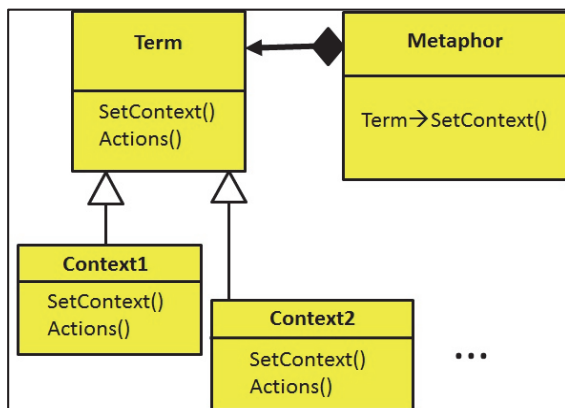 Term
SetContext()
Actions()
Metaphor
Term→SetContext()
Context1
SetContext()
Actions()
Context2
SetContext()
Actions()
...